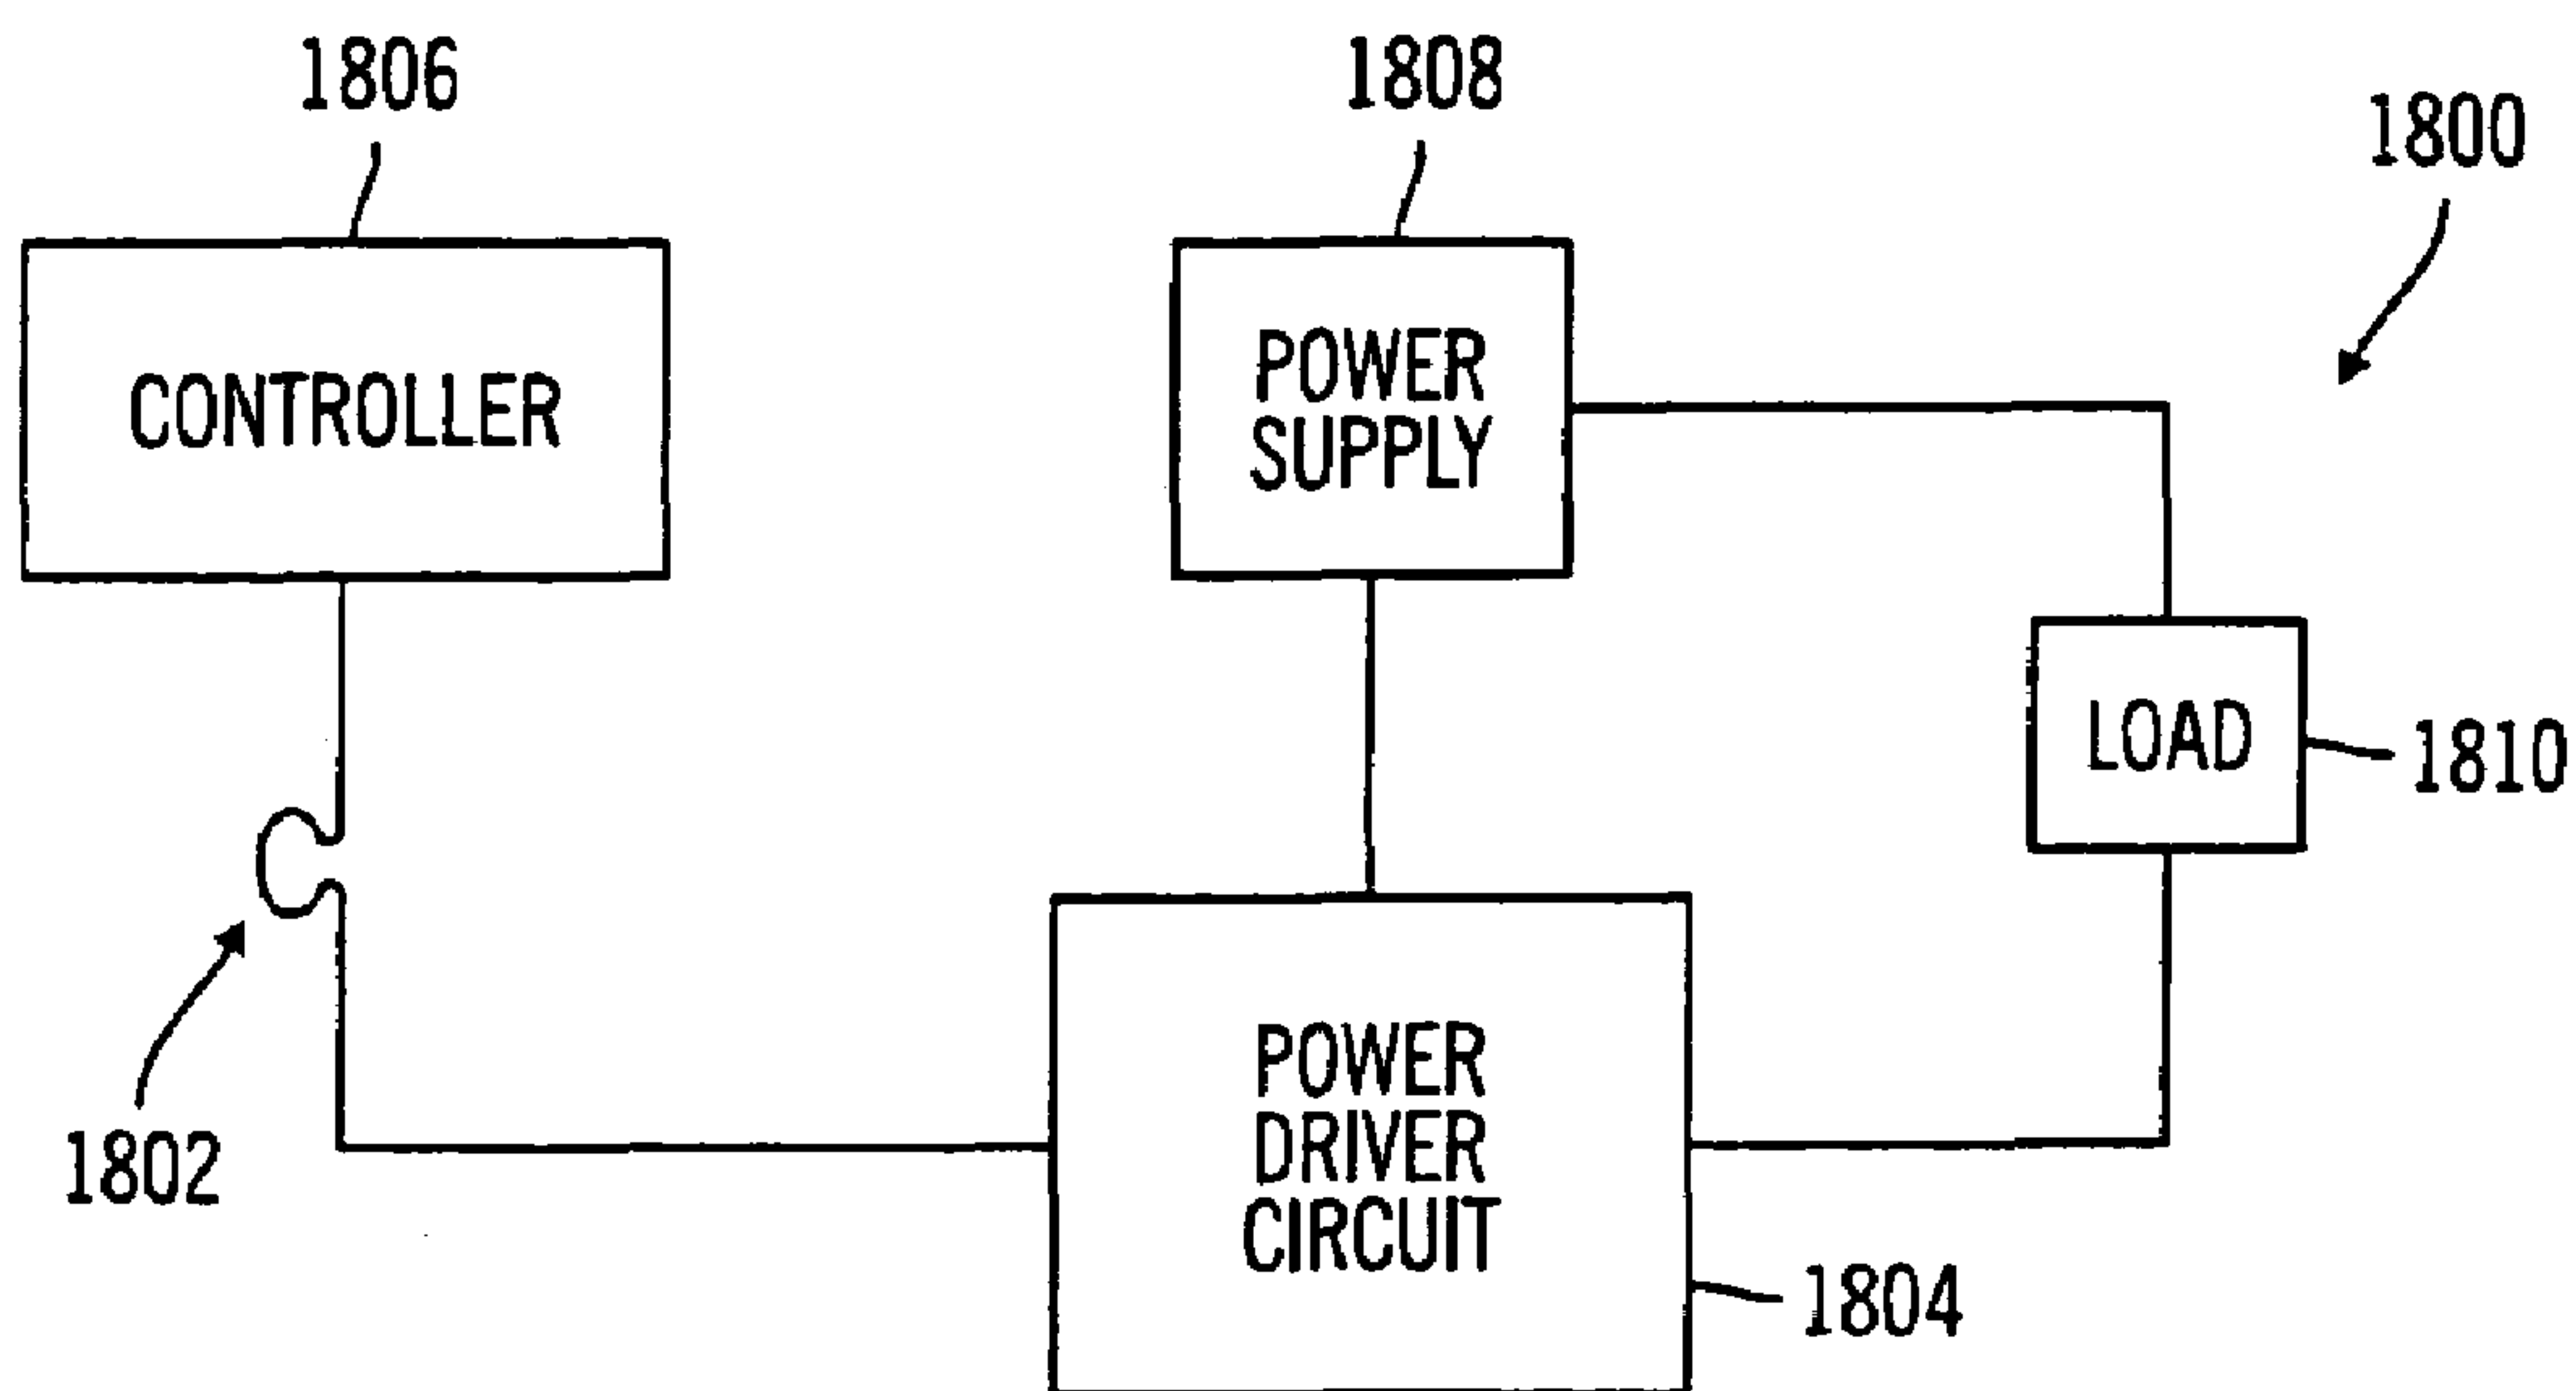 1806
1808
1800
CONTROLLER
POWER
SUPPLY
LOAD
1810
1802
POWER
DRIVER
CIRCUIT
1804